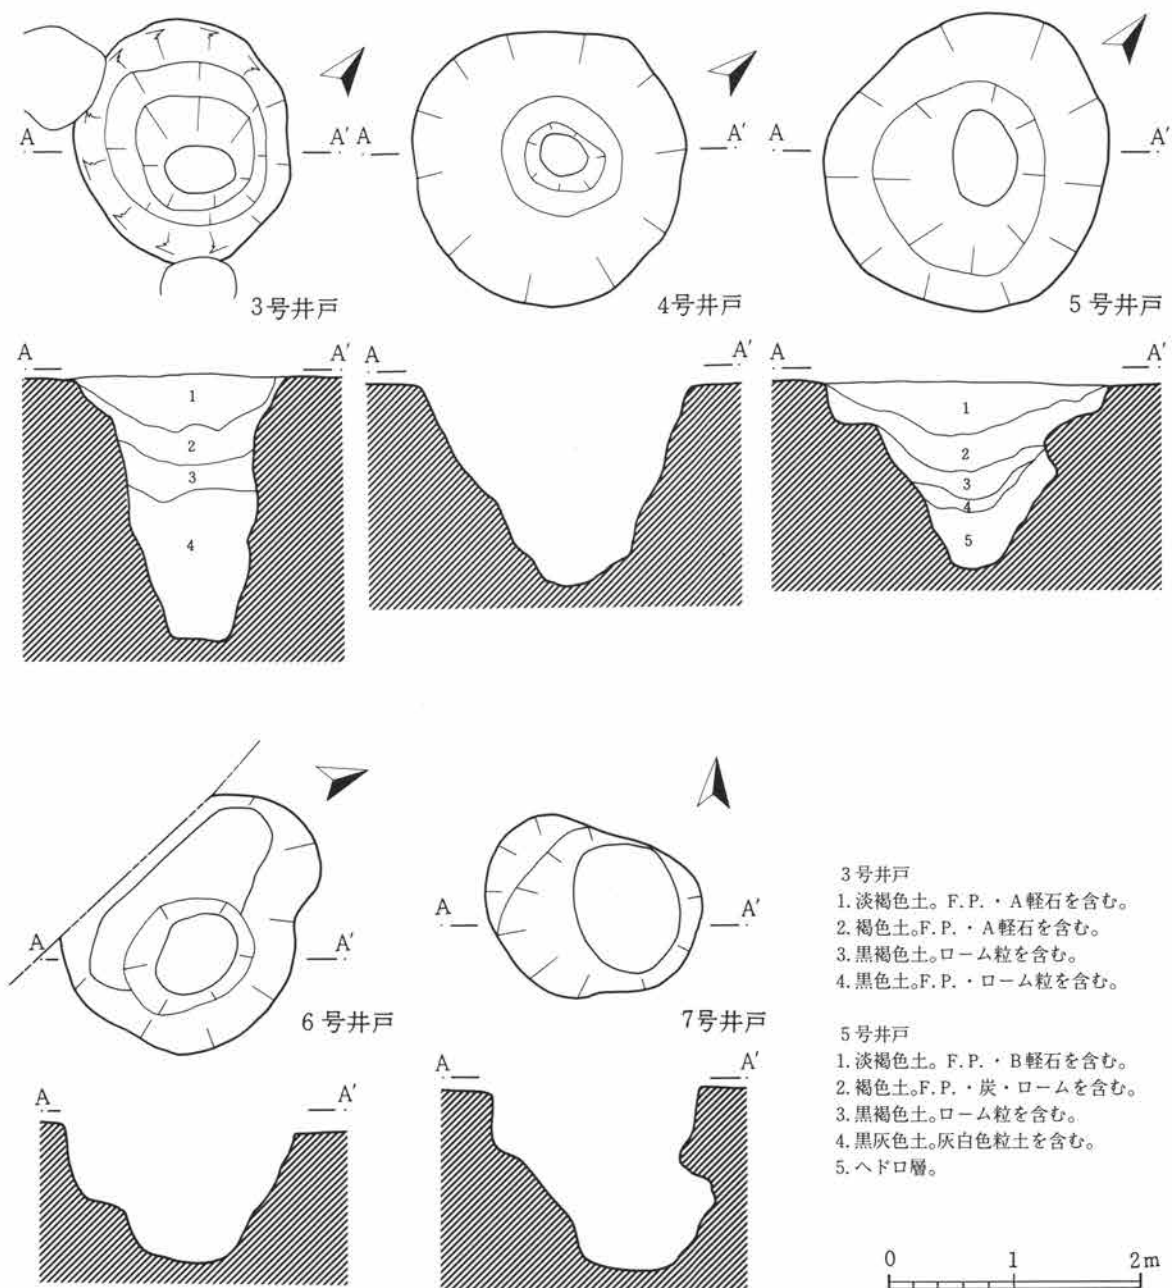 A A'
A A'
A A'
3号井戸
4号井戸
5号井戸
A A'
A A'
A A'
1
2
3
4
1
2
3
4
5
A A'
A A'
6号井戸
7号井戸
A A'
A A'
3号井戸
1.淡褐色土。F.P.・A軽石を含む。
2.褐色土。F.P.・A軽石を含む。
3.黒褐色土。ローム粒を含む。
4.黒色土。F.P.・ローム粒を含む。
5号井戸
1.淡褐色土。F.P.・B軽石を含む。
2.褐色土。F.P.・炭・ロームを含む。
3.黒褐色土。ローム粒を含む。
4.黒灰色土。灰白色粒土を含む。
5.ヘドロ層。
0 1 2m